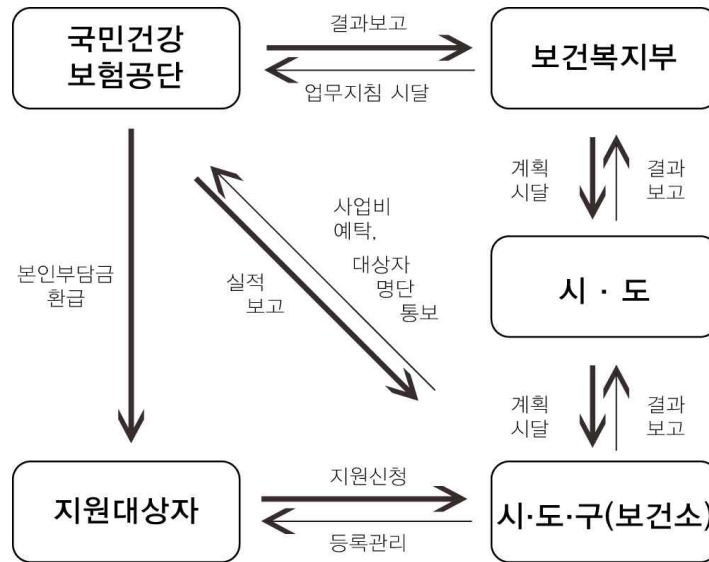 국민건강
보험공단
결과보고
업무지침 시달
보건복지부
계획
시달
결과
보고
사업비
예탁,
대상자
명단
통보
실적
보고
본인부담금
환급
시 · 도
계획
시달
결과
보고
지원대상자
지원신청
등록관리
시·도·구(보건소)